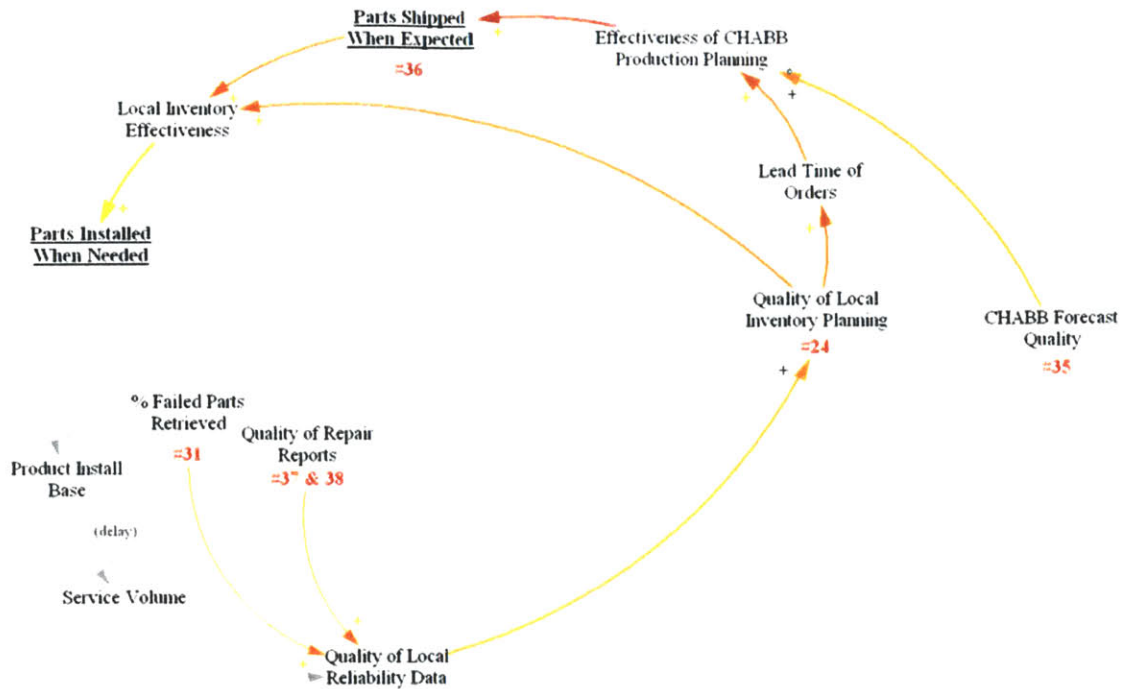 Parts Shipped
When Expected
=36
Effectiveness of CHABB
Production Planning
+
+
+
Local Inventory
Effectiveness
+
+
+
Lead Time of
Orders
+
Parts Installed
When Needed
+
Quality of Local
Inventory Planning
=24
+
CHABB Forecast
Quality
=35
% Failed Parts
Retrieved
=31
Quality of Repair
Reports
& 38
Product Install
Base
(delay)
Service Volume
+
+
Quality of Local
Reliability Data